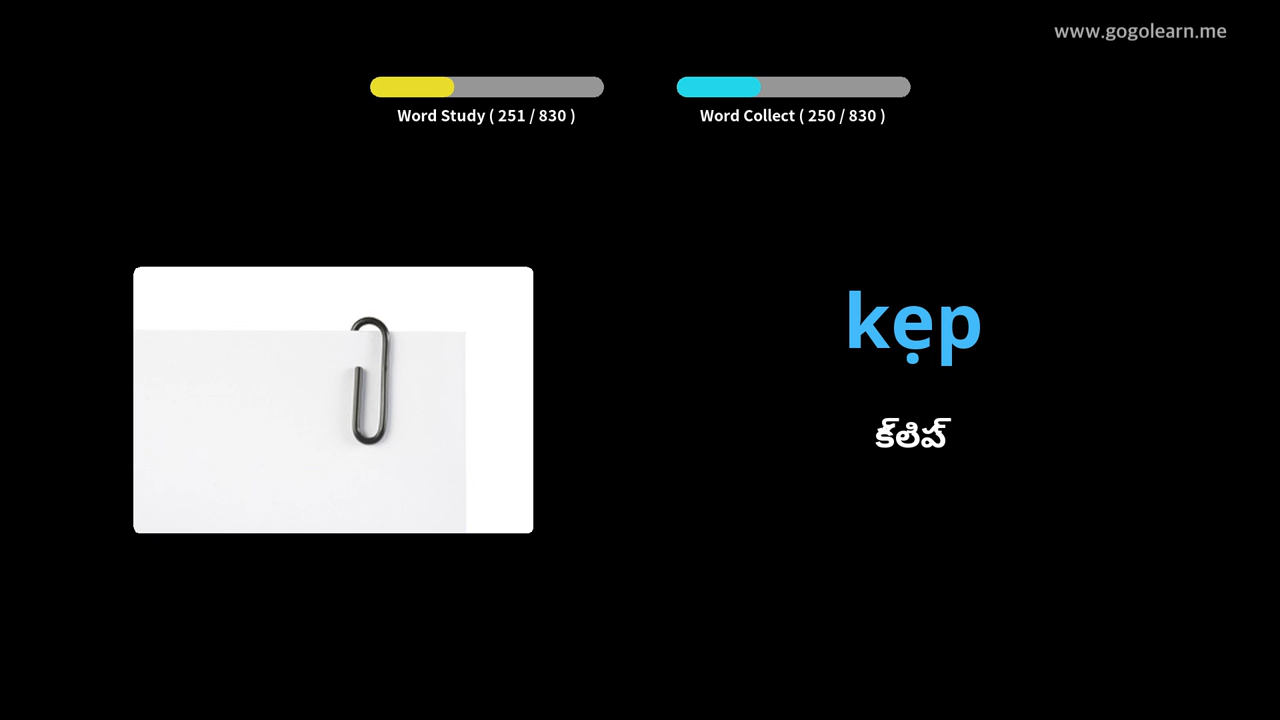 www.gogolearn.me
Word Study ( 251 / 830 )
Word Collect ( 250 / 830 )
kẹp
క్‌లిప్